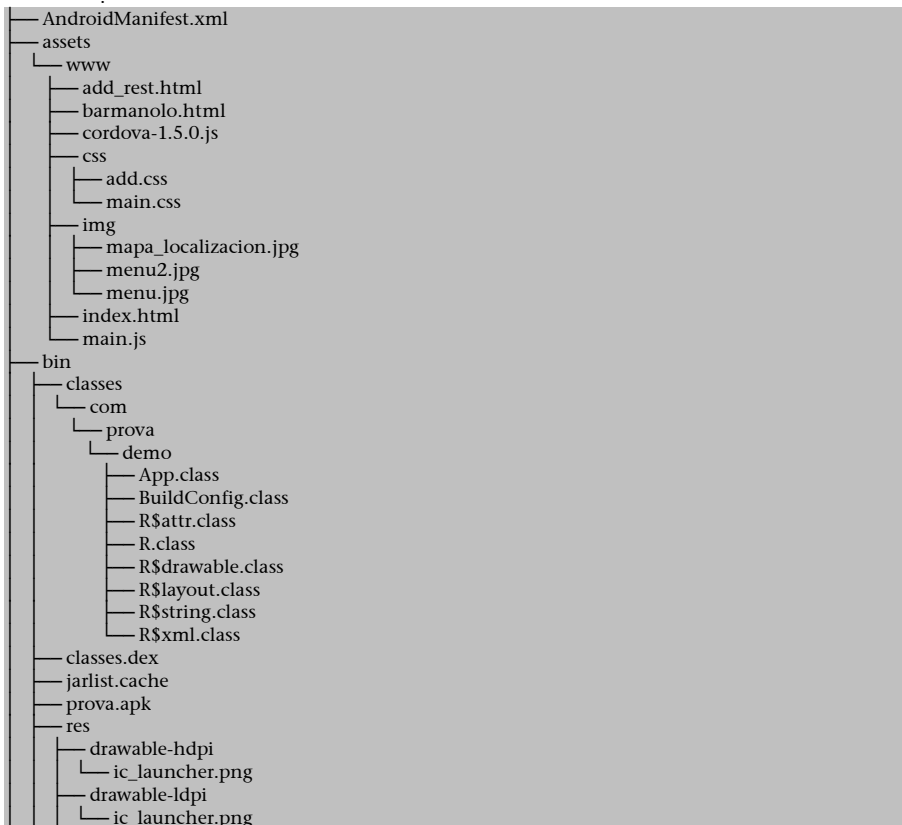 AndroidManifest.xml
assets
www
add_rest.html
barmanolo.html
cordova-1.5.0.js
css
add.css
main.css
img
mapa_localizacion.jpg
menu2.jpg
menu.jpg
index.html
main.js
bin
classes
com
prova
demo
App.class
BuildConfig.class
R$attr.class
R.class
R$drawable.class
R$layout.class
R$string.class
R$xml.class
classes.dex
jarlist.cache
prova.apk
res
drawable-hdpi
ic_launcher.png
drawable-ldpi
ic_launcher.png